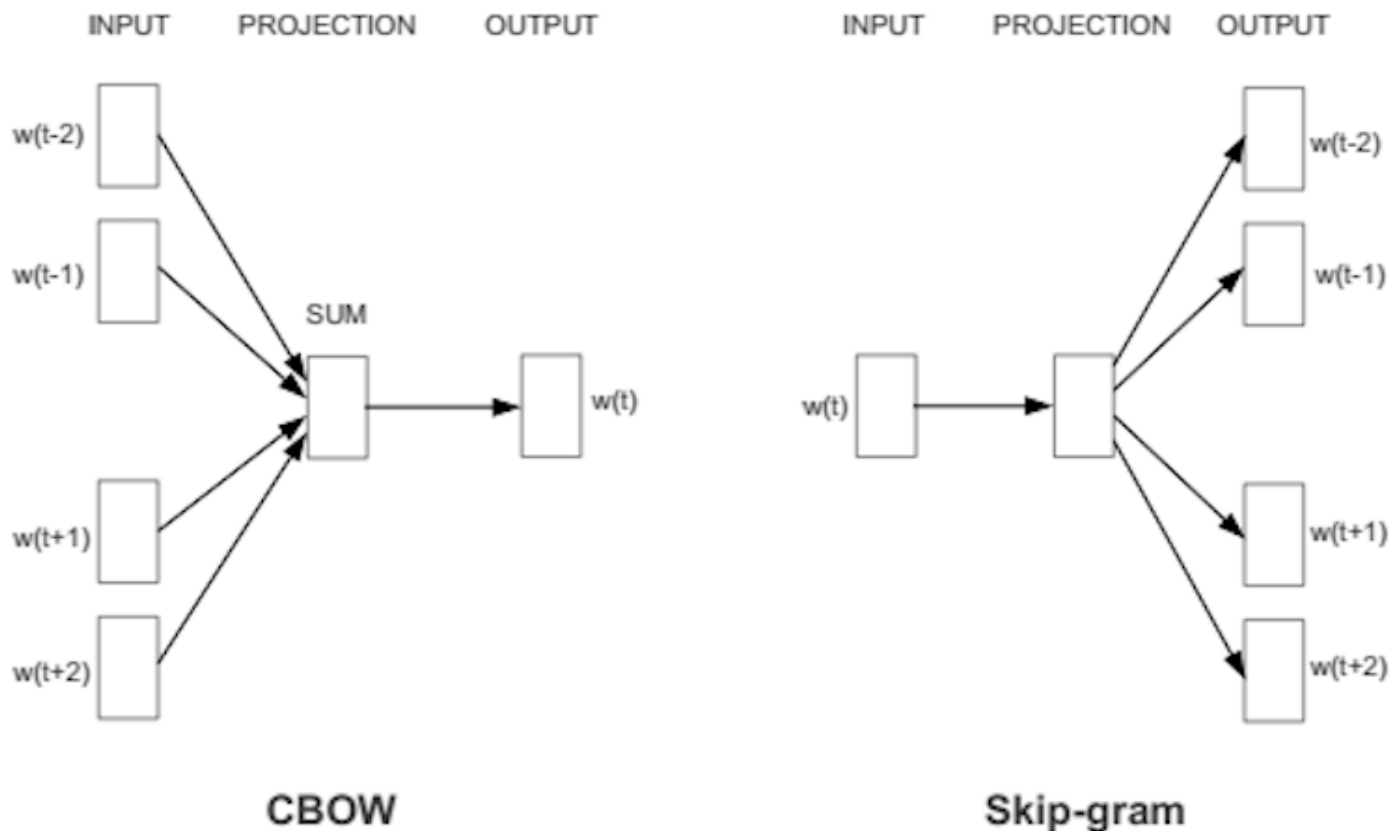 INPUT PROJECTION OUTPUT
w(t-2)
w(t-1)
SUM
w(t)
w(t+1)
w(t+2)
CBOW
INPUT PROJECTION OUTPUT
w(t-2)
w(t-1)
w(t)
w(t+1)
w(t+2)
Skip-gram